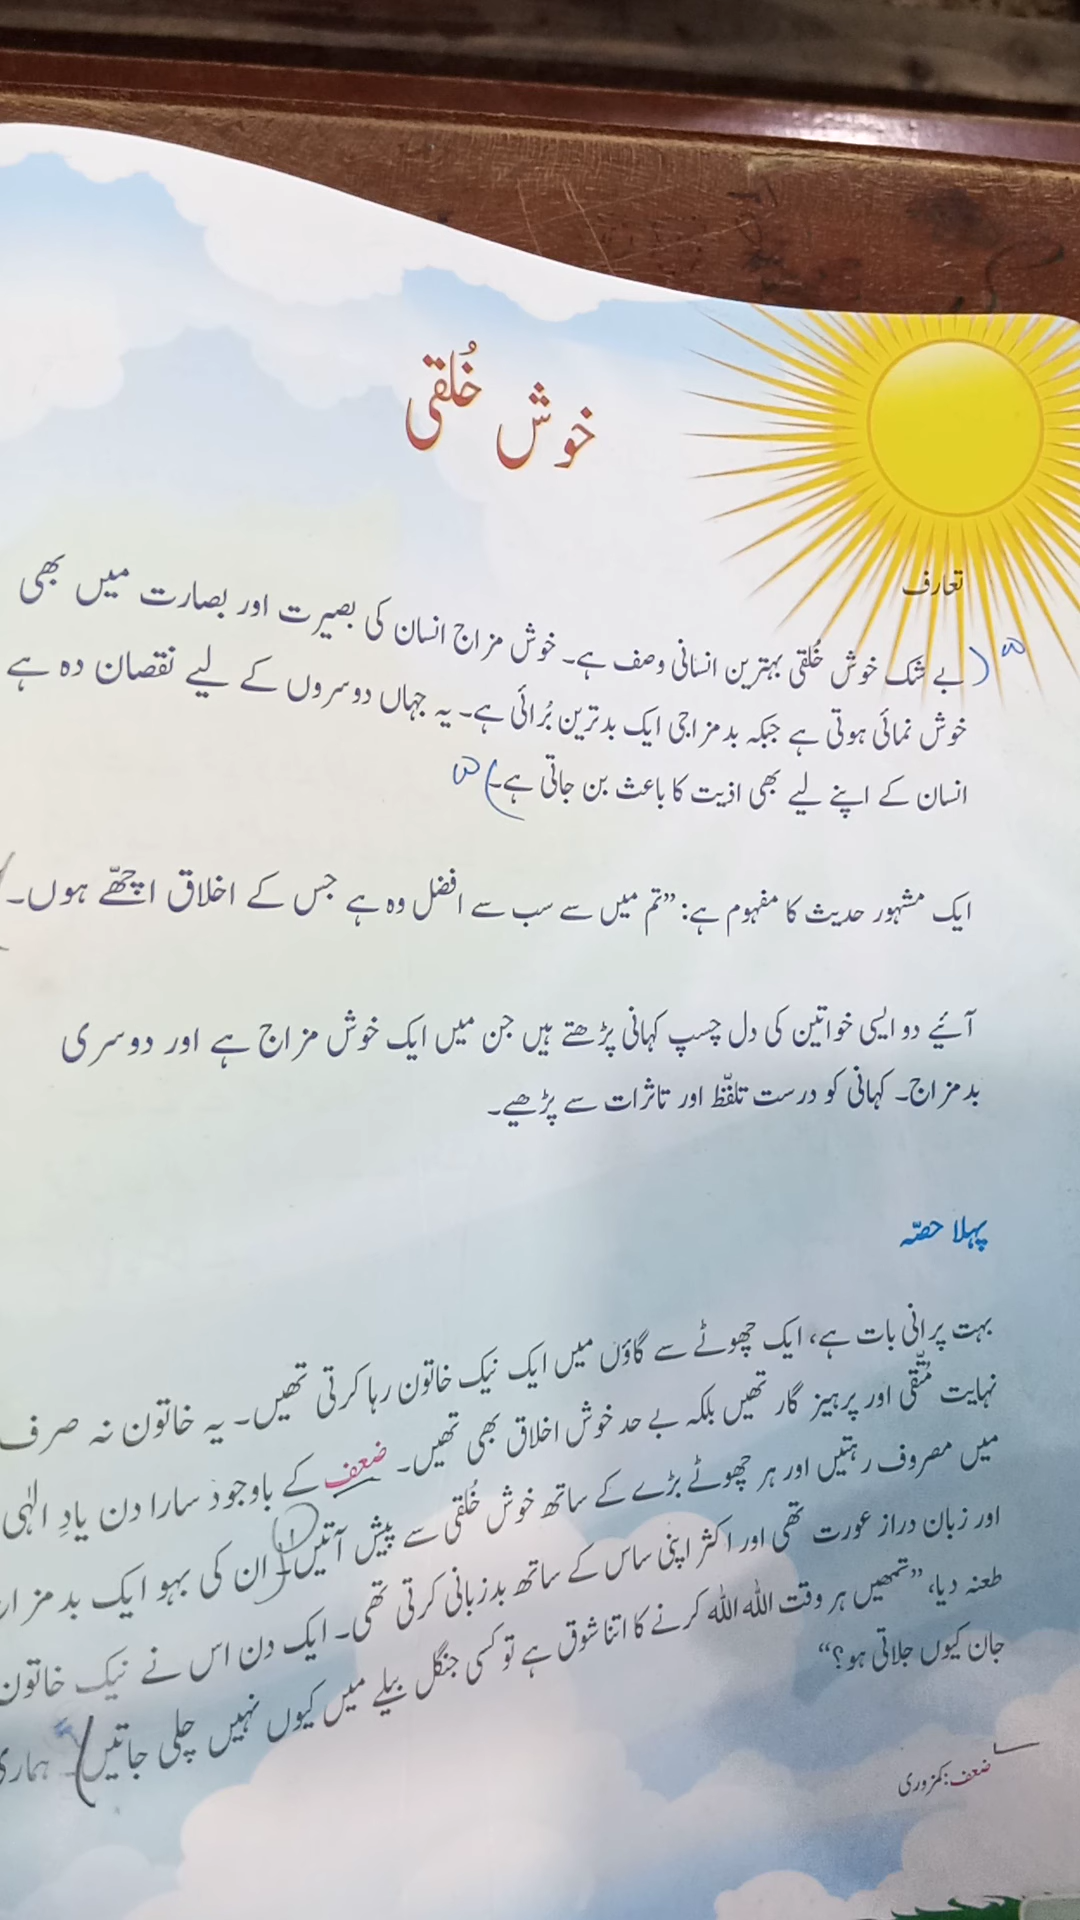 خوش خُلقی
تعارف
بے شک خوش خُلقی بہترین انسانی وصف ہے۔ خوش مزاج انسان کی بصیرت اور بصارت میں بھی
خوش نمائی ہوتی ہے جبکہ بدمزاجی ایک بدترین بُرائی ہے۔ یہ جہاں دوسروں کے لیے نقصان دہ ہے
انسان کے اپنے لیے بھی اذیت کا باعث بن جاتی ہے۔
ایک مشہور حدیث کا مفہوم ہے: ”تم میں سے سب سے افضل وہ ہے جس کے اخلاق اچھّے ہوں۔
آئیے دو ایسی خواتین کی دل چسپ کہانی پڑھتے ہیں جن میں ایک خوش مزاج ہے اور دوسری
بدمزاج۔ کہانی کو درست تلفّظ اور تاثرات سے پڑھیے۔
پہلا حصّہ
بہت پرانی بات ہے، ایک چھوٹے سے گاؤں میں ایک نیک خاتون رہا کرتی تھیں۔ یہ خاتون نہ صرف
نہایت مُتّقی اور پرہیز گار تھیں بلکہ بے حد خوش اخلاق بھی تھیں۔ ضعف کے باوجود سارا دن یادِ الٰہی
میں مصروف رہتیں اور ہر چھوٹے بڑے کے ساتھ خوش خُلقی سے پیش آتیں۔ ۱ ان کی بہو ایک بدمزاج
اور زبان دراز عورت تھی اور اکثر اپنی ساس کے ساتھ بدزبانی کرتی تھی۔ ایک دن اس نے نیک خاتون
طعنہ دیا، ”تمھیں ہر وقت اللہ اللہ کرنے کا اتنا شوق ہے تو کسی جنگل بیلے میں کیوں نہیں چلی جاتیں۔ ہماری
جان کیوں جلاتی ہو؟“
ضعف: کمزوری